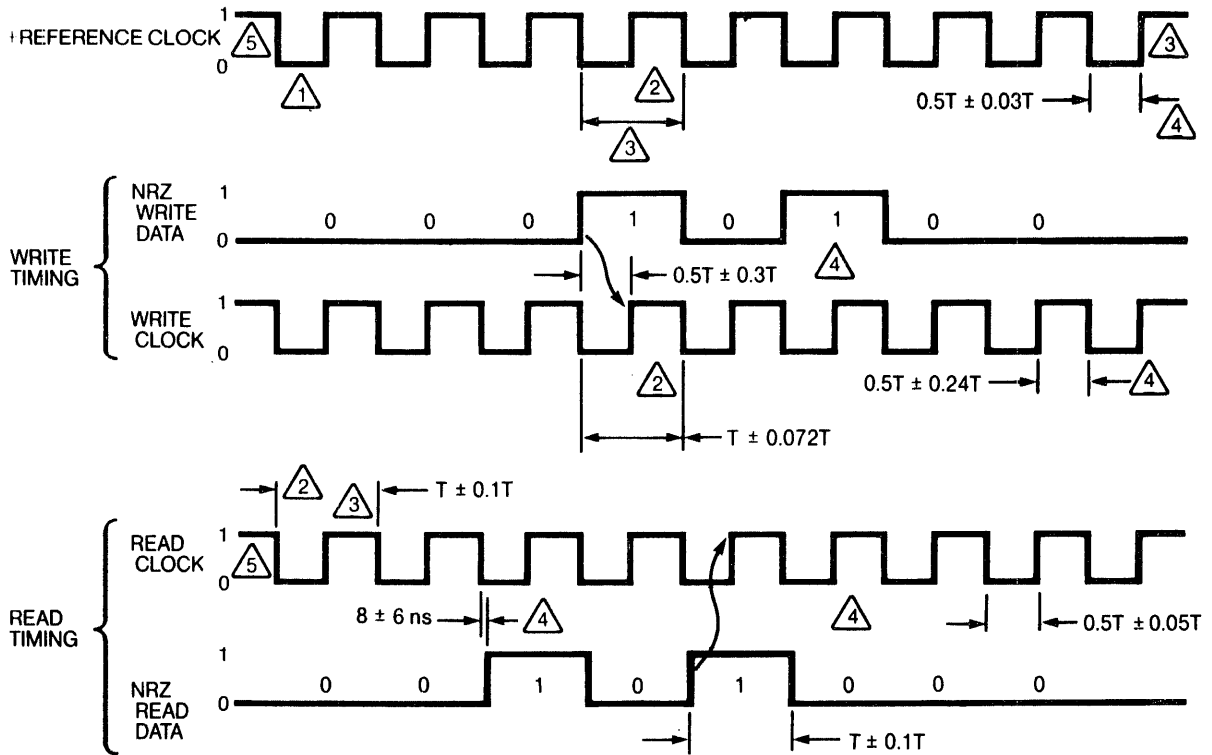 1
+REFERENCE CLOCK 5 3
0
1 2 0.5T ± 0.03T 4
3
NRZ WRITE DATA
1
0 0 0 1 0 1 0 0
0
4
WRITE TIMING
0.5T ± 0.3T
WRITE CLOCK
1
0
2 0.5T ± 0.24T 4
T ± 0.072T
2 3 T ± 0.1T
READ CLOCK
1
5
0
READ TIMING
8 ± 6 ns 4 4 0.5T ± 0.05T
NRZ READ DATA
1
0 0 1 0 1 0 0 0
0
T ± 0.1T